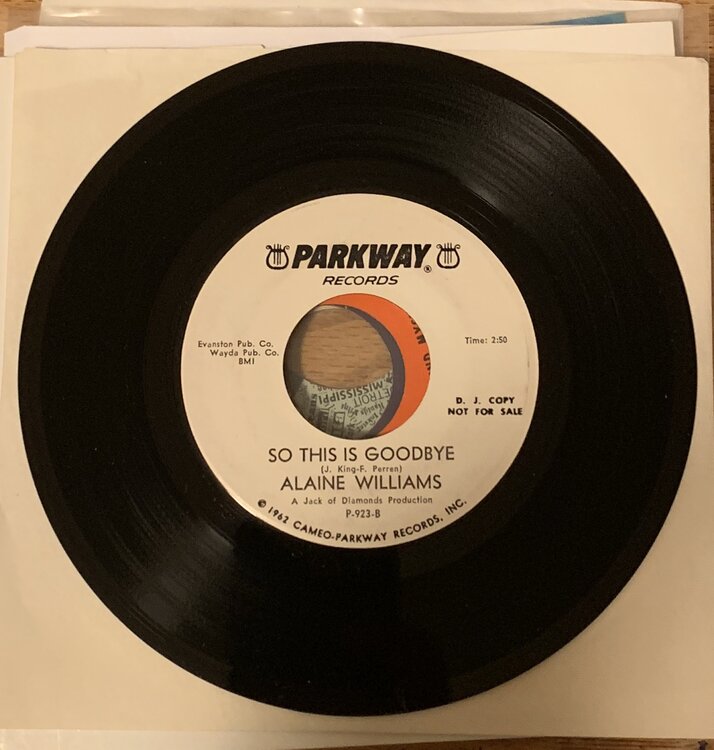 PARKWAY®
RECORDS
Evanston Pub. Co.
Wayda Pub. Co.
BMI
Time: 2:50
D. J. COPY
NOT FOR SALE
DETROIT
MISSISSIPPI
SO THIS IS GOODBYE
(J. King-F. Perren)
ALAINE WILLIAMS
A Jack of Diamonds Production
P-923-B
© 1962 CAMEO-PARKWAY RECORDS, INC.